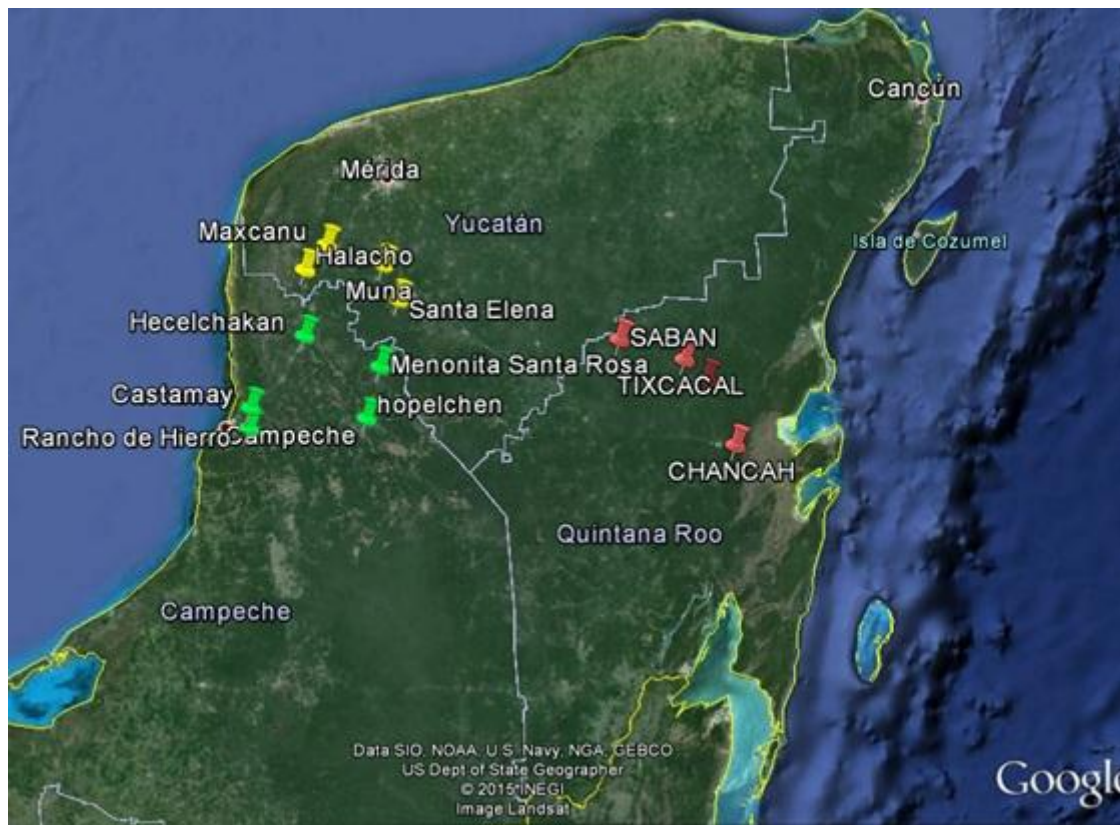 Cancún
Mérida
Yucatán
Maxcanu
Isla de Cozumel
Halacho
Muna
Santa Elena
Hecelchakan
SABAN
Menonita Santa Rosa
TIXCACAL
Castamay
hopelchen
Rancho de Hierro
Campeche
CHANCAH
Quintana Roo
Campeche
Data SIO, NOAA, U.S. Navy, NGA, GEBCO
US Dept of State Geographer
© 2015 INEGI
Image Landsat
Google